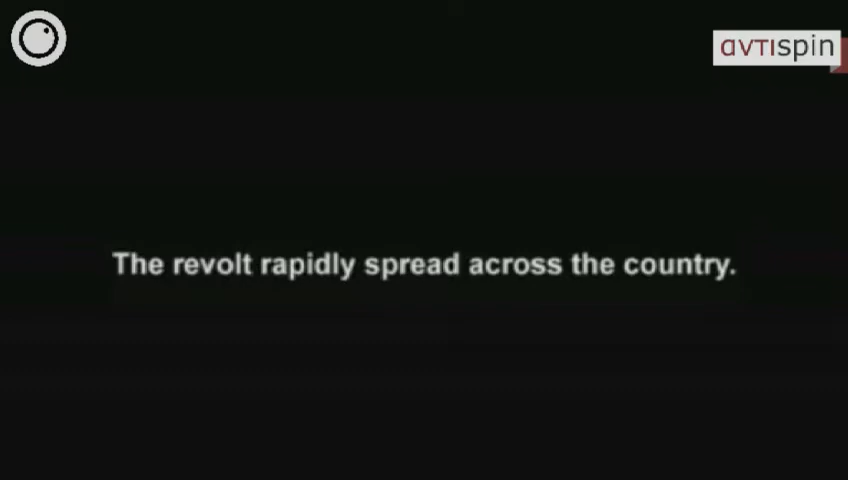 αντιspin
The revolt rapidly spread across the country.